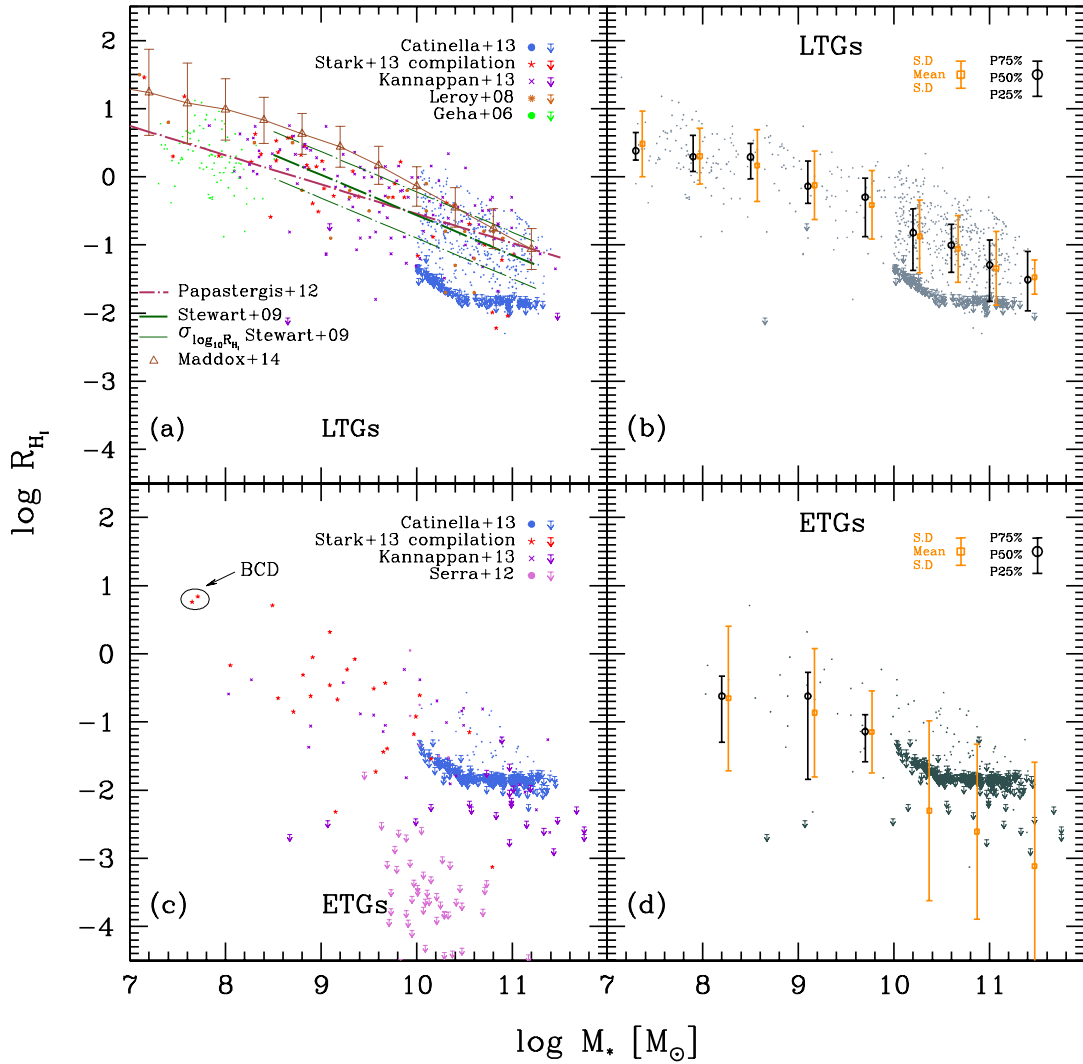 2
1
0
−1
−2
−3
−4
Catinella+13
Stark+13 compilation
Kannappan+13
Leroy+08
Geha+06
Papastergis+12
Stewart+09
σlog10RHI Stewart+09
Maddox+14
(a)
LTGs
LTGs
S.D
Mean
S.D
P75%
P50%
P25%
(b)
log RHI
2
1
0
−1
−2
−3
−4
Catinella+13
Stark+13 compilation
Kannappan+13
Serra+12
BCD
(c)
ETGs
ETGs
S.D
Mean
S.D
P75%
P50%
P25%
(d)
7 8 9 10 11
8 9 10 11
log M* [M⊙]